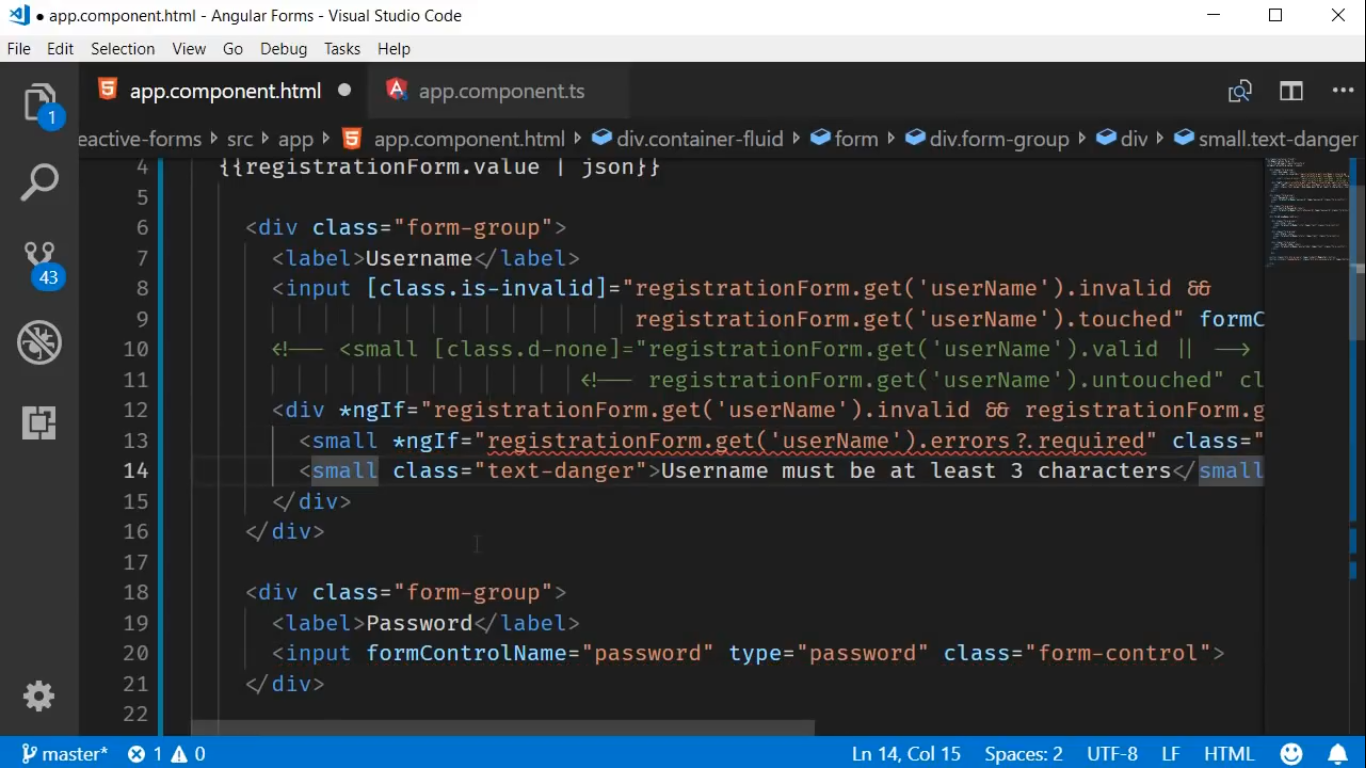 app.component.html - Angular Forms - Visual Studio Code
File Edit Selection View Go Debug Tasks Help
app.component.html app.component.ts
1
eactive-forms > src > app > app.component.html > div.container-fluid > form > div.form-group > div > small.text-danger
4 {{registrationForm.value | json}}
5
6 <div class="form-group">
7 <label>Username</label>
8 <input [class.is-invalid]="registrationForm.get('userName').invalid &&
9 registrationForm.get('userName').touched" formC
10 <!-- <small [class.d-none]="registrationForm.get('userName').valid || -->
11 <!-- registrationForm.get('userName').untouched" cl
12 <div *ngIf="registrationForm.get('userName').invalid && registrationForm.g
13 <small *ngIf="registrationForm.get('userName').errors?.required" class="
14 <small class="text-danger">Username must be at least 3 characters</small
15 </div>
16 </div>
17
18 <div class="form-group">
19 <label>Password</label>
20 <input formControlName="password" type="password" class="form-control">
21 </div>
22
43
master* 1 0 Ln 14, Col 15 Spaces: 2 UTF-8 LF HTML